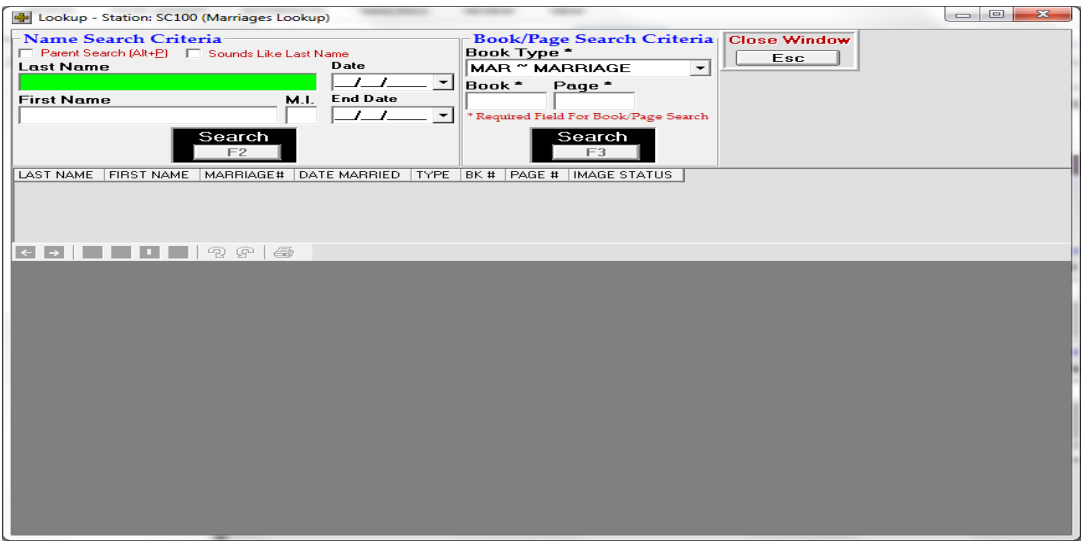 Lookup - Station: SC100 (Marriages Lookup)
Name Search Criteria
Parent Search (Alt+P) Sounds Like Last Name
Last Name Date
__/__/____
First Name M.I. End Date
__/__/____
Search
F2
Book/Page Search Criteria
Book Type *
MAR ~ MARRIAGE
Book * Page *
* Required Field For Book/Page Search
Search
F3
Close Window
Esc
LAST NAME FIRST NAME MARRIAGE# DATE MARRIED TYPE BK # PAGE # IMAGE STATUS